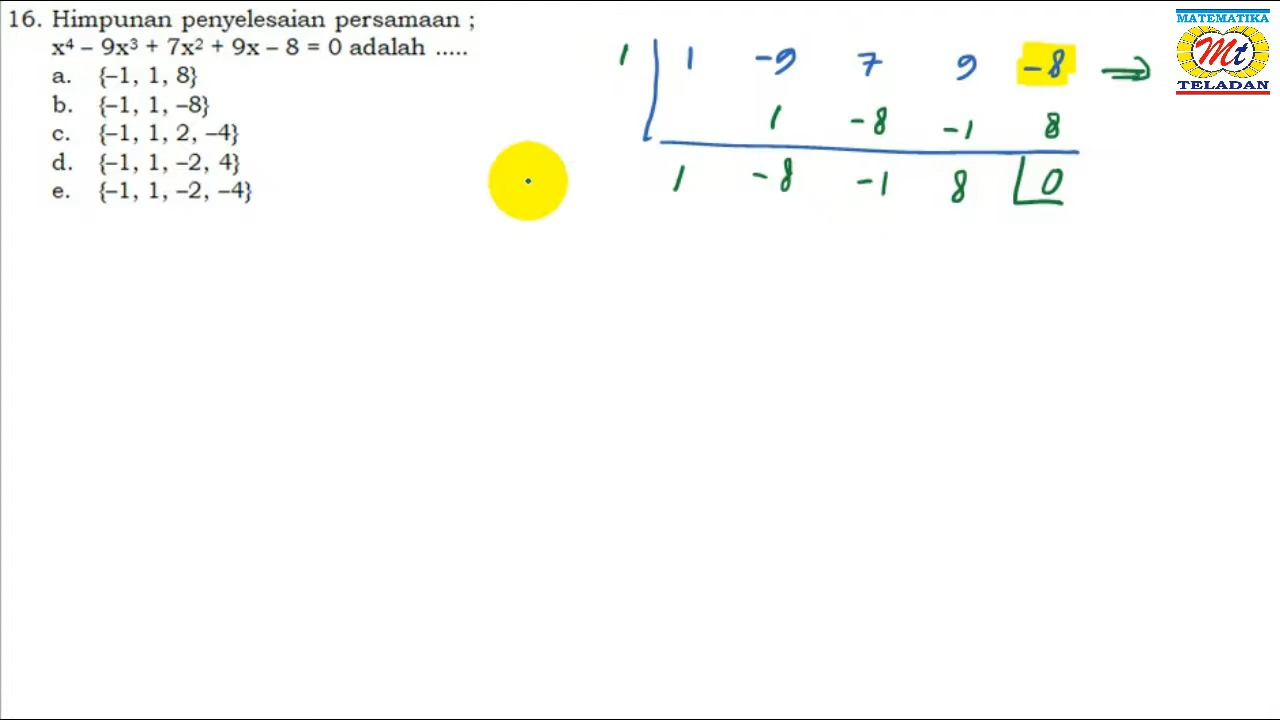 16. Himpunan penyelesaian persamaan ;
x⁴ – 9x³ + 7x² + 9x – 8 = 0 adalah .....
a. {–1, 1, 8}
b. {–1, 1, –8}
c. {–1, 1, 2, –4}
d. {–1, 1, –2, 4}
e. {–1, 1, –2, –4}
1 | 1 -9 7 9 -8 ⇒
1 -8 -1 8
1 -8 -1 8 0
MATEMATIKA
Mt
TELADAN